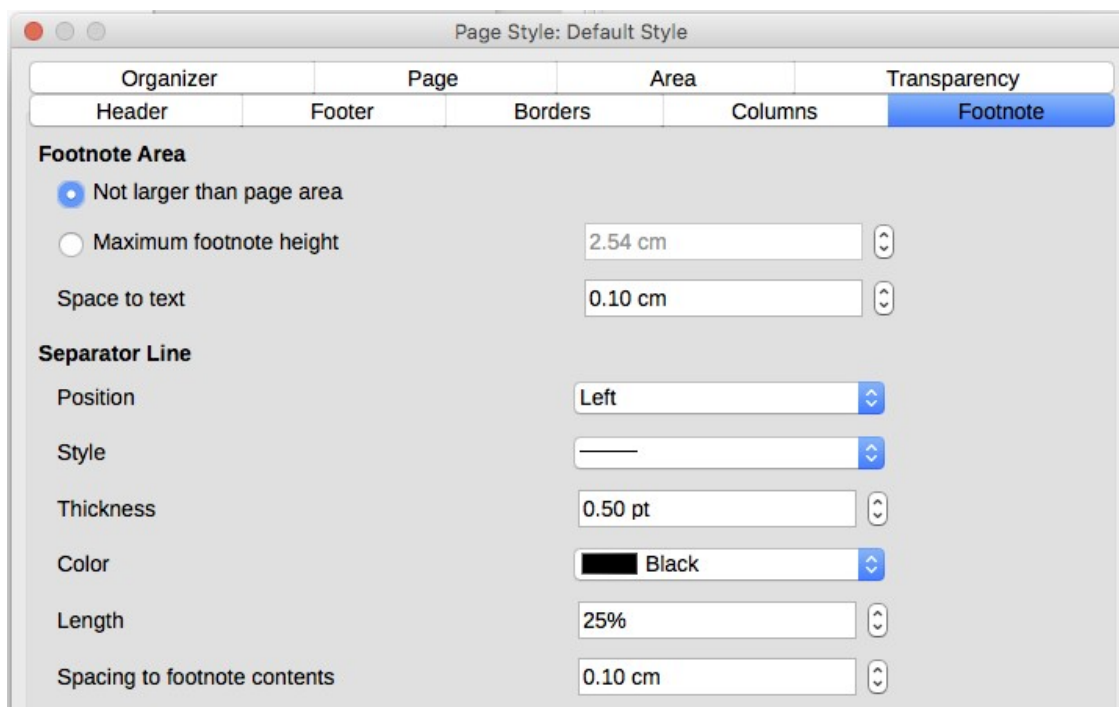 Page Style: Default Style
Organizer Page Area Transparency
Header Footer Borders Columns Footnote
Footnote Area
Not larger than page area
Maximum footnote height 2.54 cm
Space to text 0.10 cm
Separator Line
Position Left
Style
Thickness 0.50 pt
Color Black
Length 25%
Spacing to footnote contents 0.10 cm